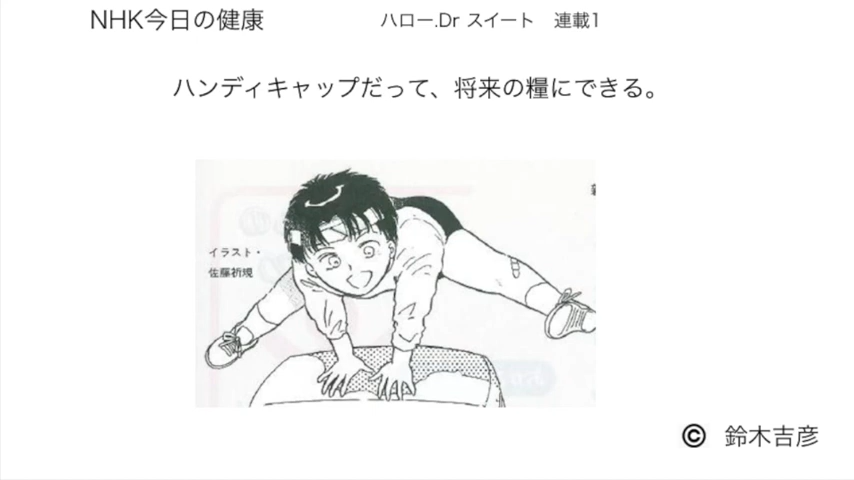 NHK今日の健康
ハロー.Dr スイート 連載1
ハンディキャップだって、将来の糧にできる。
イラスト・
佐藤祈規
© 鈴木吉彦